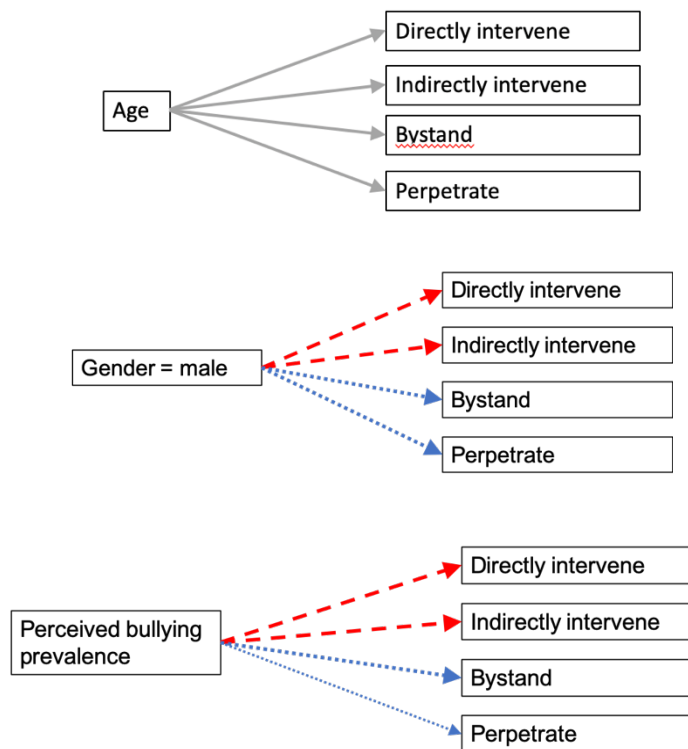 Directly intervene
Indirectly intervene
Age
Bystand
Perpetrate
Directly intervene
Indirectly intervene
Gender = male
Bystand
Perpetrate
Directly intervene
Perceived bullying
prevalence
Indirectly intervene
Bystand
Perpetrate